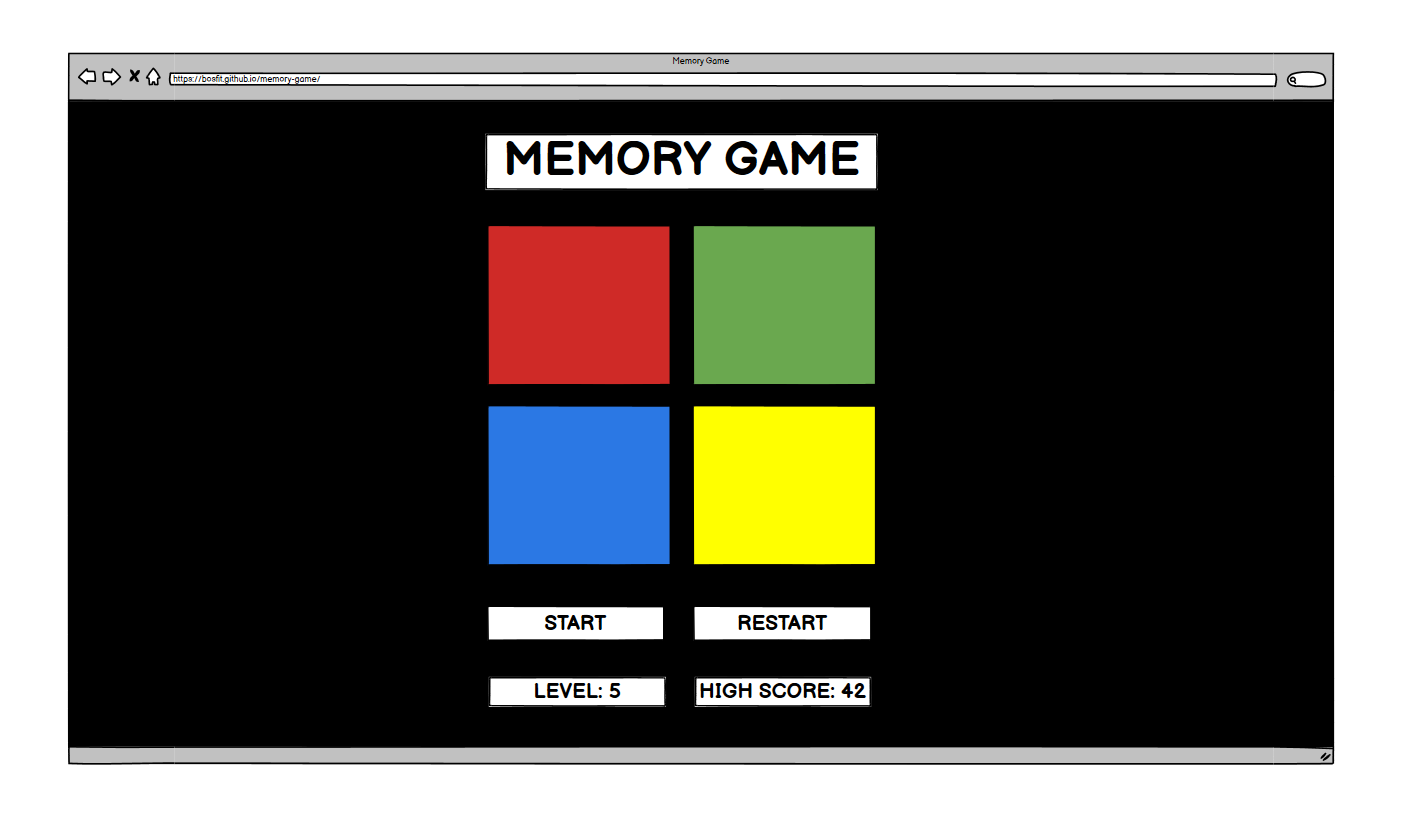 Memory Game
https://bosfit.github.io/memory-game/
MEMORY GAME
START
RESTART
LEVEL: 5
HIGH SCORE: 42